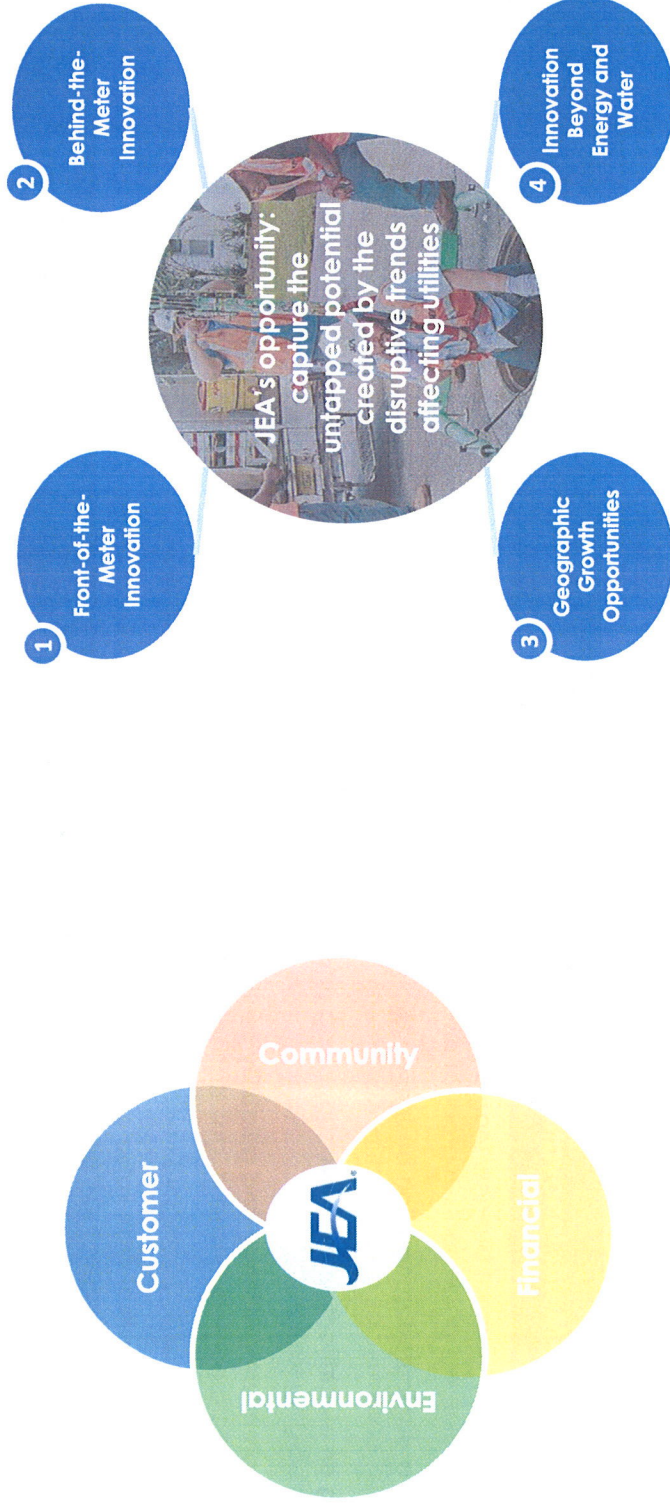 Customer
Environmental
JEA
Community
Financial
1
Front-of-the-
Meter
Innovation
2
Behind-the-
Meter
Innovation
JEA's opportunity:
capture the
untapped potential
created by the
disruptive trends
affecting utilities
3
Geographic
Growth
Opportunities
4
Innovation
Beyond
Energy and
Water